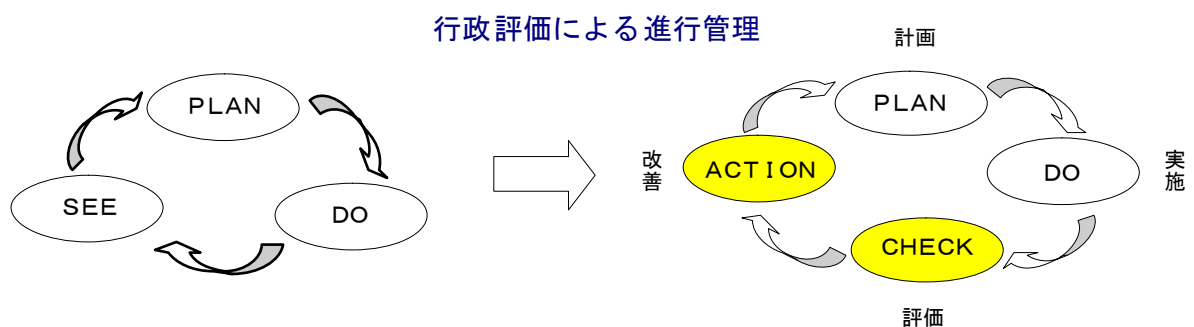 行政評価による進行管理
PLAN
SEE
DO
計画
PLAN
改善
ACTION
DO
実施
CHECK
評価